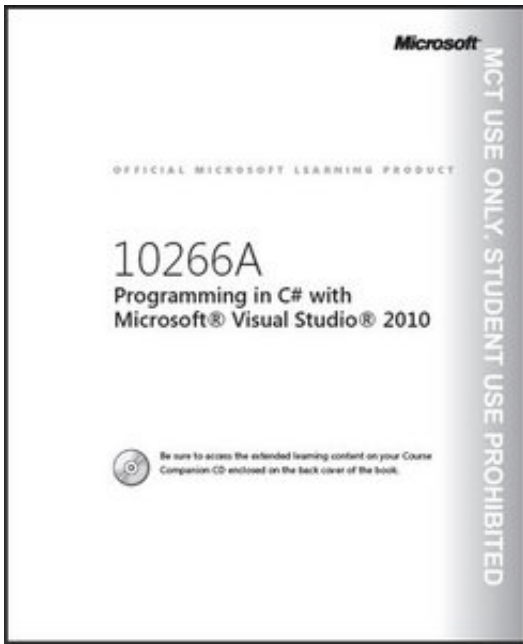 Microsoft
MCT USE ONLY. STUDENT USE PROHIBITED
OFFICIAL MICROSOFT LEARNING PRODUCT
10266A
Programming in C# with
Microsoft® Visual Studio® 2010
Be sure to access the extended learning content on your Course
Companion CD enclosed on the back cover of the book.